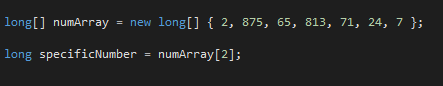 long[] numArray = new long[] { 2, 875, 65, 813, 71, 24, 7 };
long specificNumber = numArray[2];